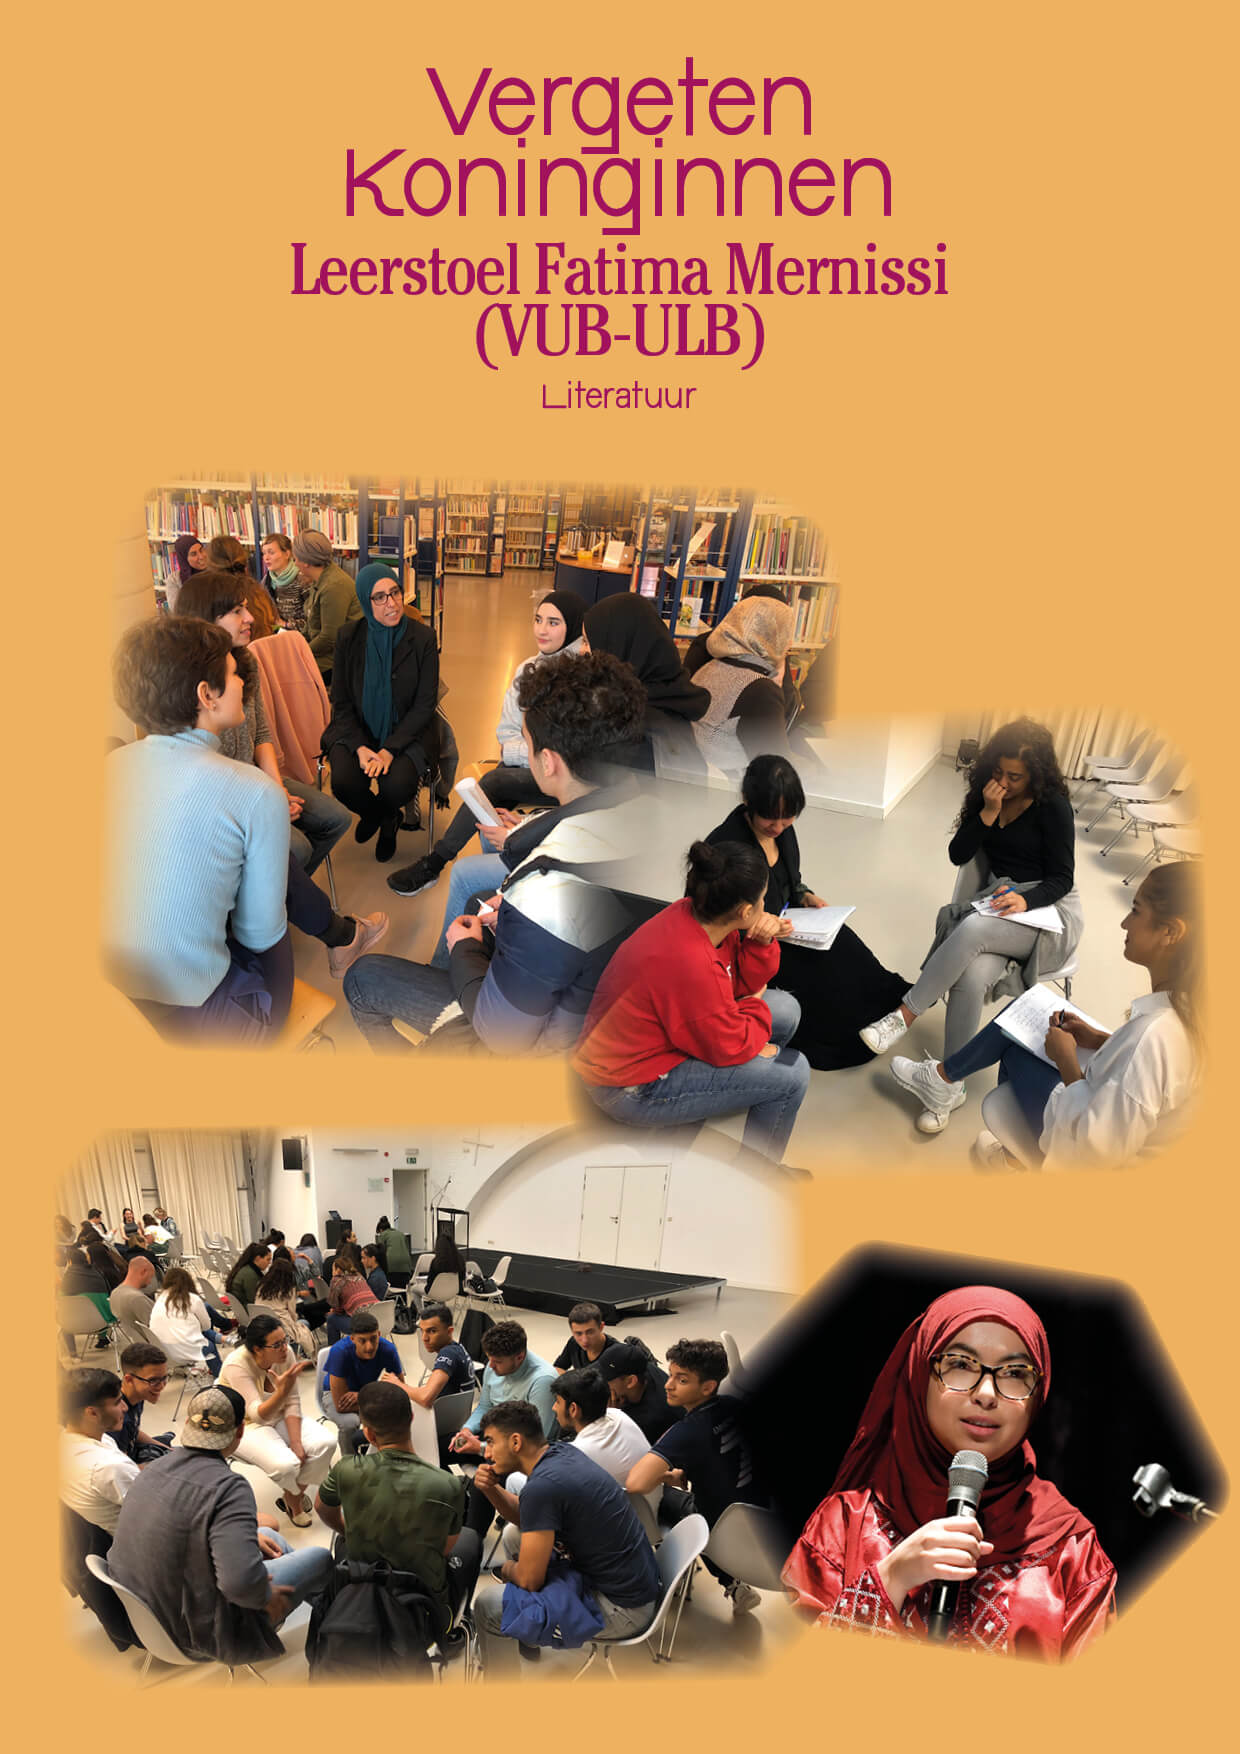 Vergeten
Koninginnen
Leerstoel Fatima Mernissi
(VUB-ULB)
Literatuur